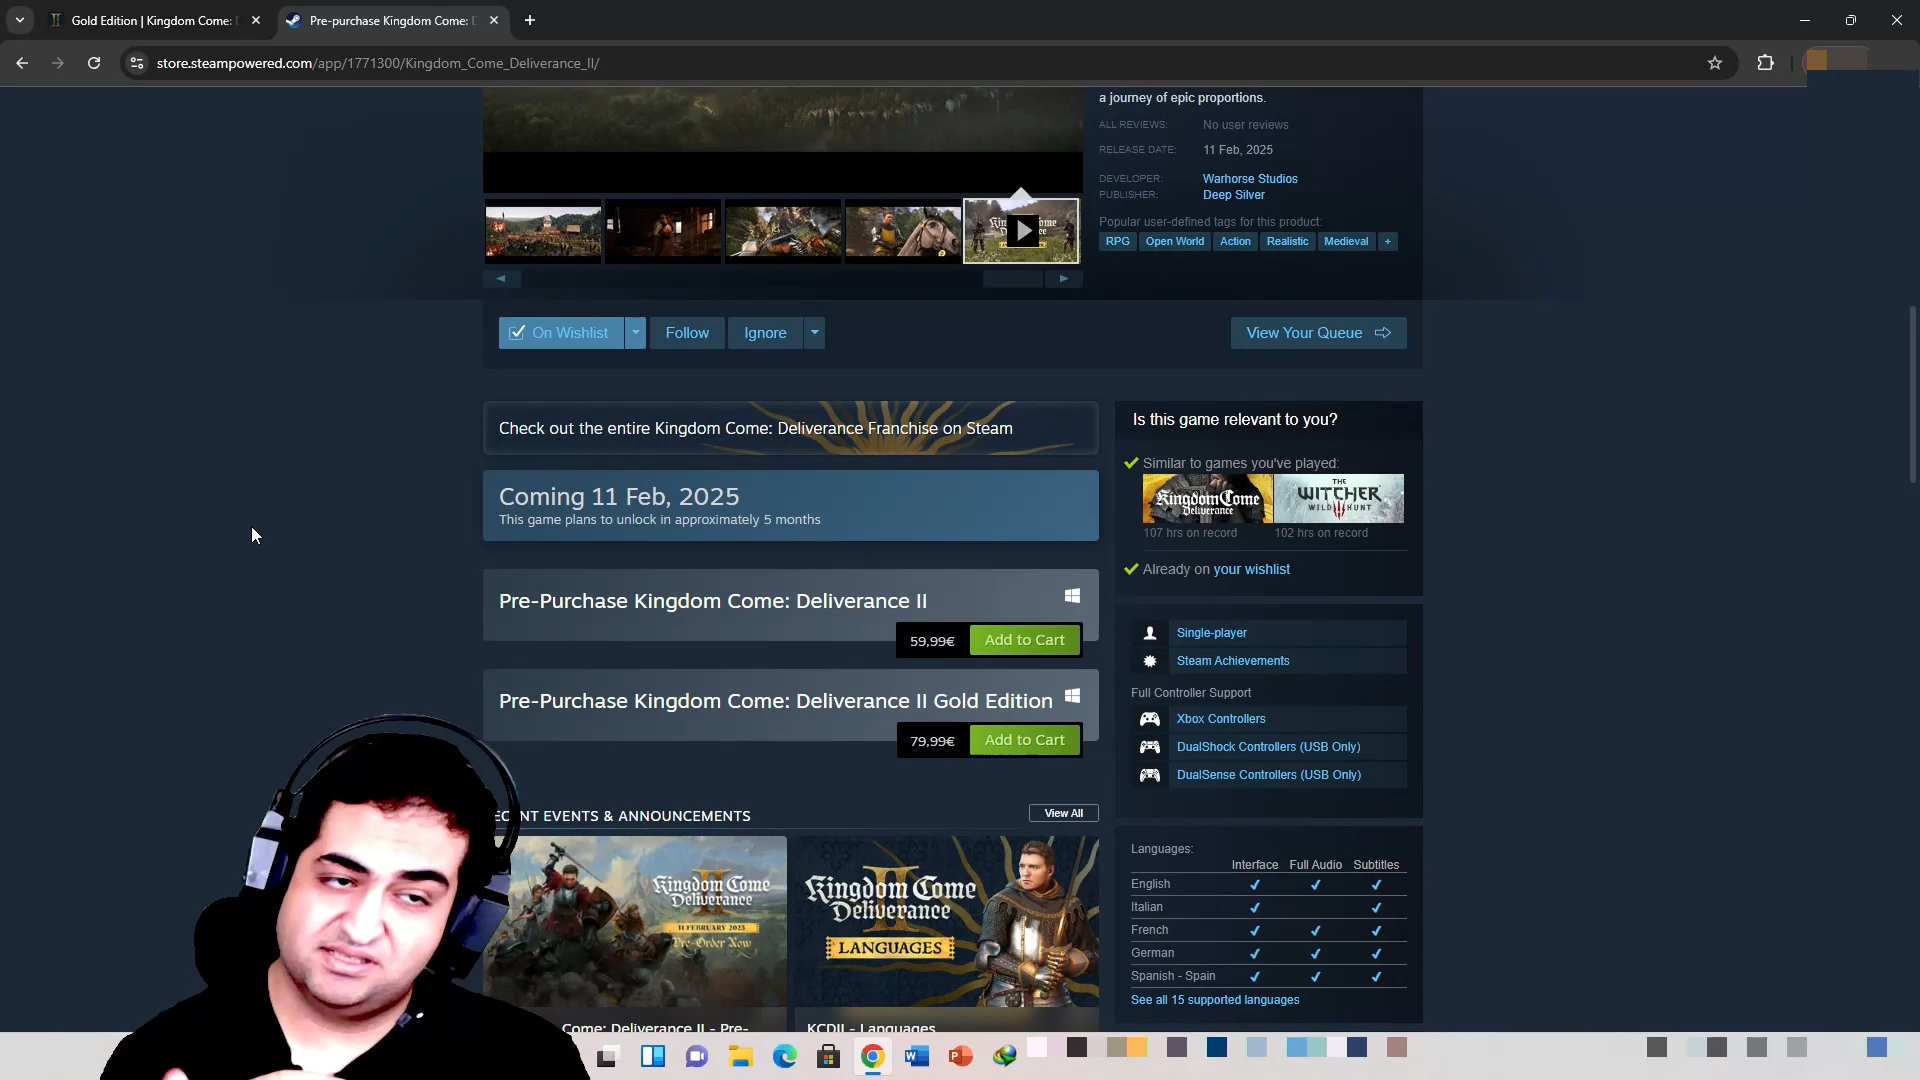 Gold Edition | Kingdom Come:
Pre-purchase Kingdom Come:
store.steampowered.com/app/1771300/Kingdom_Come_Deliverance_II/
a journey of epic proportions.
ALL REVIEWS: No user reviews
RELEASE DATE: 11 Feb, 2025
DEVELOPER: Warhorse Studios
PUBLISHER: Deep Silver
Popular user-defined tags for this product:
RPG Open World Action Realistic Medieval +
On Wishlist Follow Ignore View Your Queue
Check out the entire Kingdom Come: Deliverance Franchise on Steam
Coming 11 Feb, 2025
This game plans to unlock in approximately 5 months
Pre-Purchase Kingdom Come: Deliverance II
59,99€ Add to Cart
Pre-Purchase Kingdom Come: Deliverance II Gold Edition
79,99€ Add to Cart
ENT EVENTS & ANNOUNCEMENTS View All
Kingdom Come
Deliverance
II
11 FEBRUARY 2025
Pre-Order Now
Kingdom Come
Deliverance
II
LANGUAGES
Come: Deliverance II - Pre-
KCDII - Languages
Is this game relevant to you?
Similar to games you've played:
Kingdom Come
Deliverance
THE
WITCHER
WILD HUNT
107 hrs on record 102 hrs on record
Already on your wishlist
Single-player
Steam Achievements
Full Controller Support
Xbox Controllers
DualShock Controllers (USB Only)
DualSense Controllers (USB Only)
Languages:
Interface Full Audio Subtitles
English
Italian
French
German
Spanish - Spain
See all 15 supported languages